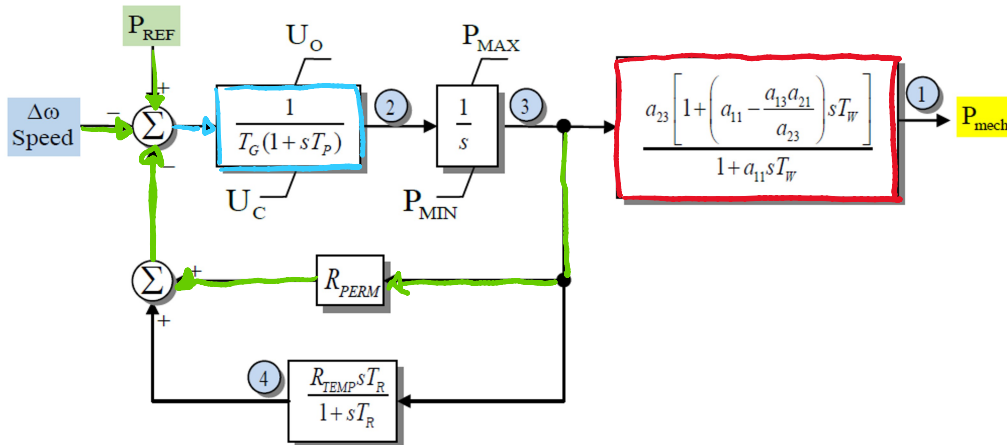 P_REF
U_O
P_MAX
Δω
Speed
+
−
Σ
−
1
T_G(1+sT_P)
2
1
s
3
a_23[1+(a_11−a_13a_21/a_23)sT_W]
1+a_11sT_W
1
P_mech
U_C
P_MIN
Σ
+
R_PERM
+
4
R_TEMP sT_R
1+sT_R